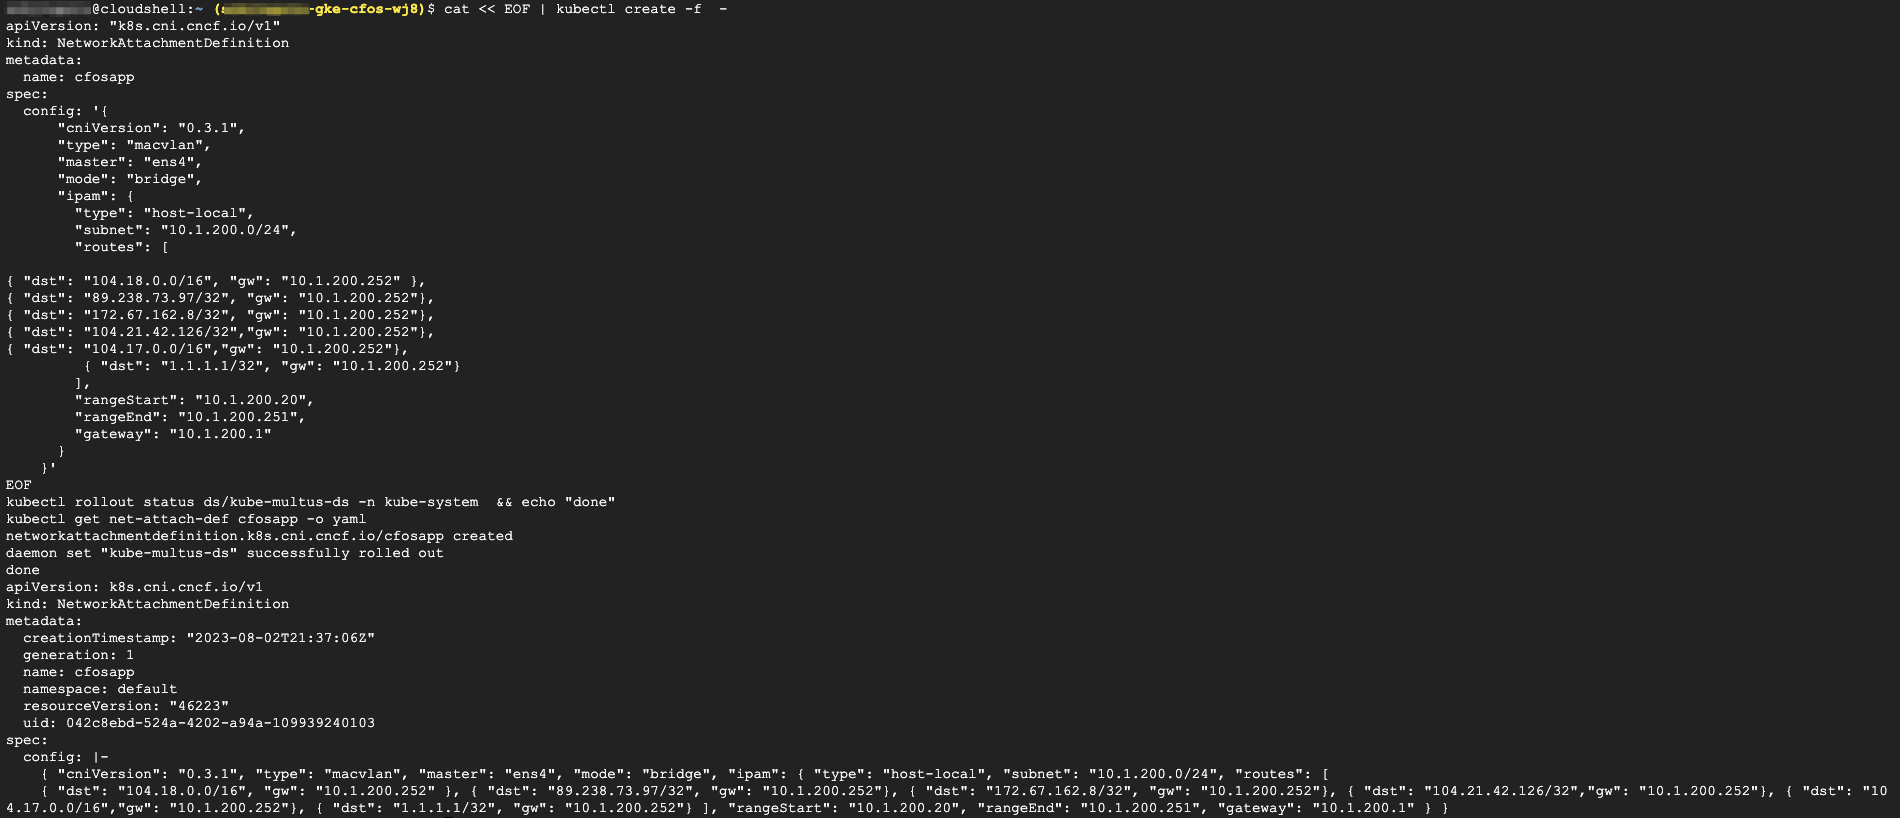 @cloudshell:~ (-gke-cfos-wj8)$ cat << EOF | kubectl create -f  -
apiVersion: "k8s.cni.cncf.io/v1"
kind: NetworkAttachmentDefinition
metadata:
  name: cfosapp
spec:
  config: '{
      "cniVersion": "0.3.1",
      "type": "macvlan",
      "master": "ens4",
      "mode": "bridge",
      "ipam": {
        "type": "host-local",
        "subnet": "10.1.200.0/24",
        "routes": [
{ "dst": "104.18.0.0/16", "gw": "10.1.200.252" },
{ "dst": "89.238.73.97/32", "gw": "10.1.200.252"},
{ "dst": "172.67.162.8/32", "gw": "10.1.200.252"},
{ "dst": "104.21.42.126/32","gw": "10.1.200.252"},
{ "dst": "104.17.0.0/16","gw": "10.1.200.252"},
         { "dst": "1.1.1.1/32", "gw": "10.1.200.252"}
        ],
        "rangeStart": "10.1.200.20",
        "rangeEnd": "10.1.200.251",
        "gateway": "10.1.200.1"
      }
    }'
EOF
kubectl rollout status ds/kube-multus-ds -n kube-system  && echo "done"
kubectl get net-attach-def cfosapp -o yaml
networkattachmentdefinition.k8s.cni.cncf.io/cfosapp created
daemon set "kube-multus-ds" successfully rolled out
done
apiVersion: k8s.cni.cncf.io/v1
kind: NetworkAttachmentDefinition
metadata:
  creationTimestamp: "2023-08-02T21:37:06Z"
  generation: 1
  name: cfosapp
  namespace: default
  resourceVersion: "46223"
  uid: 042c8ebd-524a-4202-a94a-109939240103
spec:
  config: |-
    { "cniVersion": "0.3.1", "type": "macvlan", "master": "ens4", "mode": "bridge", "ipam": { "type": "host-local", "subnet": "10.1.200.0/24", "routes": [
    { "dst": "104.18.0.0/16", "gw": "10.1.200.252" }, { "dst": "89.238.73.97/32", "gw": "10.1.200.252"}, { "dst": "172.67.162.8/32", "gw": "10.1.200.252"}, { "dst": "104.21.42.126/32","gw": "10.1.200.252"}, { "dst": "10
4.17.0.0/16","gw": "10.1.200.252"}, { "dst": "1.1.1.1/32", "gw": "10.1.200.252"} ], "rangeStart": "10.1.200.20", "rangeEnd": "10.1.200.251", "gateway": "10.1.200.1" } }